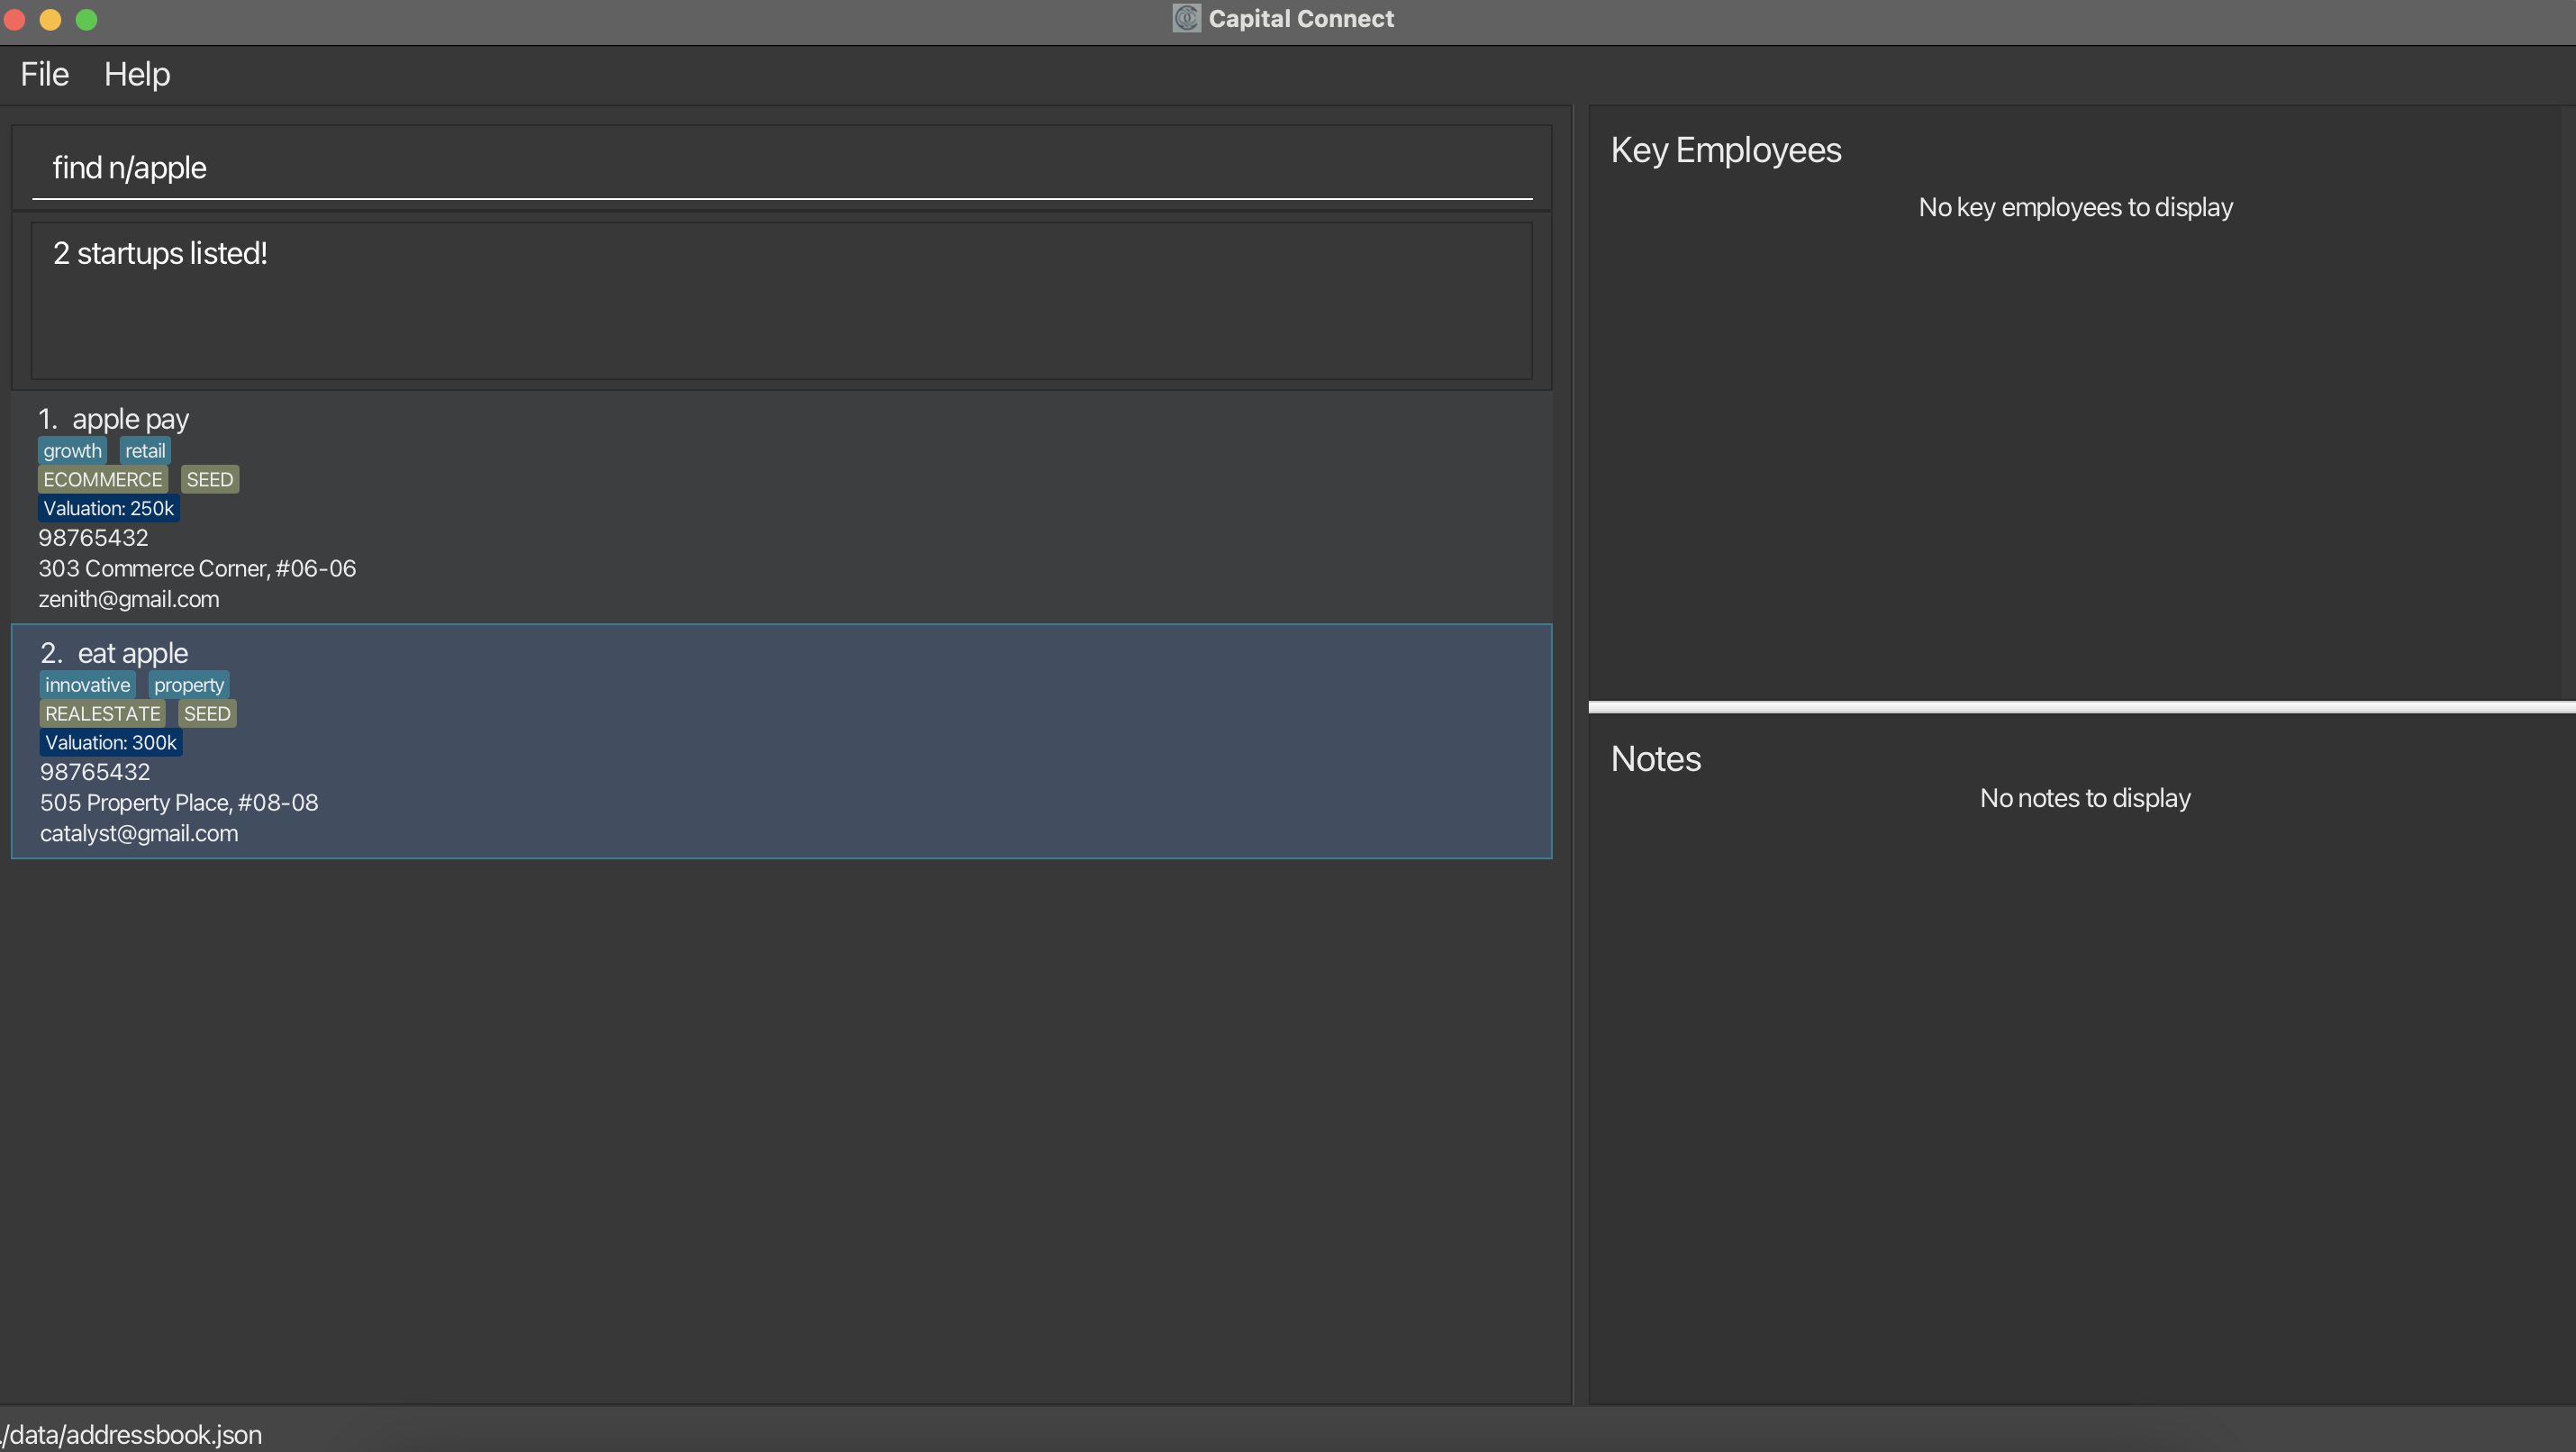 Capital Connect
File Help
find n/apple
2 startups listed!
1. apple pay
growth retail
ECOMMERCE SEED
Valuation: 250k
98765432
303 Commerce Corner, #06-06
zenith@gmail.com
2. eat apple
innovative property
REALESTATE SEED
Valuation: 300k
98765432
505 Property Place, #08-08
catalyst@gmail.com
Key Employees
No key employees to display
Notes
No notes to display
./data/addressbook.json